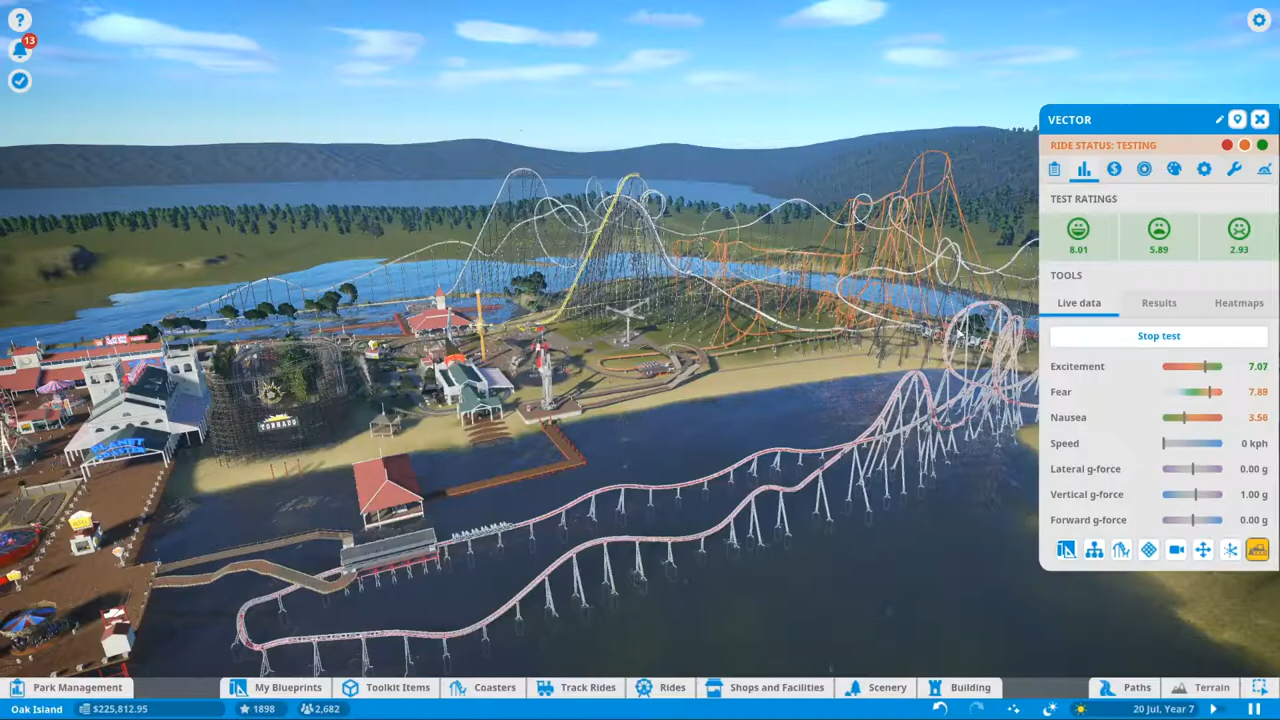 ?
13
VECTOR
RIDE STATUS: TESTING
TEST RATINGS
8.01 5.89 2.93
TOOLS
Live data Results Heatmaps
Stop test
Excitement 7.07
Fear 7.88
Nausea 3.58
Speed 0 kph
Lateral g-force 0.00 g
Vertical g-force 1.00 g
Forward g-force 0.00 g
TORNADO
PLANET COASTER
Park Management My Blueprints Toolkit Items Coasters Track Rides Rides Shops and Facilities Scenery Building Paths Terrain
Oak Island $225,812.95 1898 2,682 20 Jul, Year 7